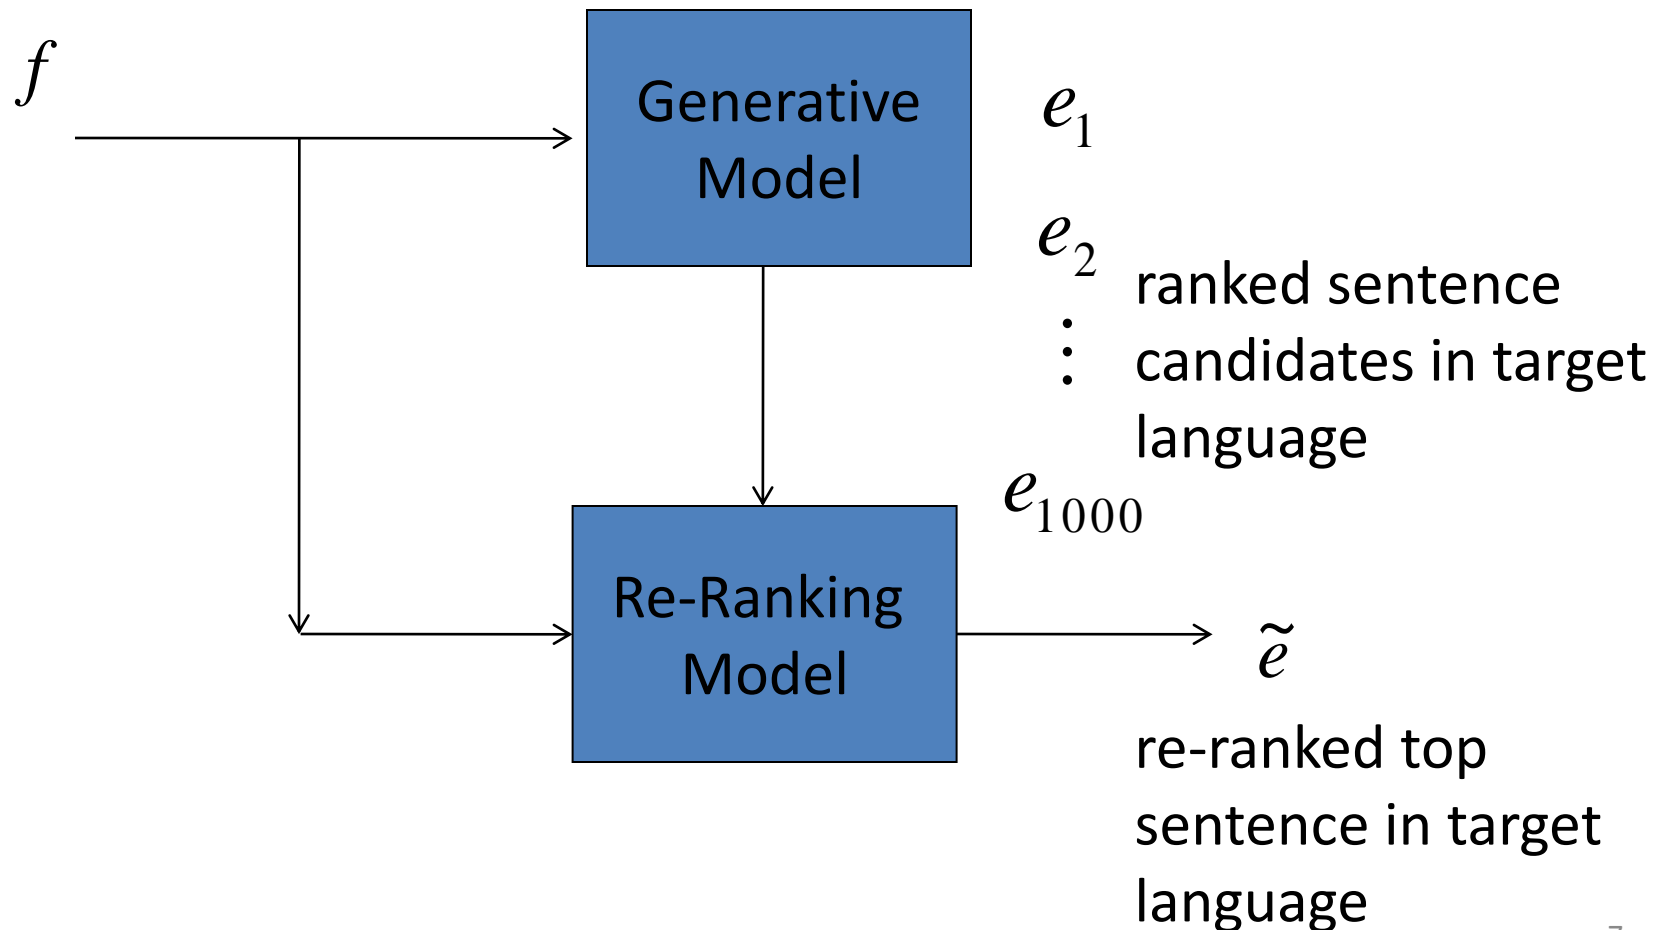 f
Generative
Model
e₁
e₂
ranked sentence
⋮
candidates in target
language
e₁₀₀₀
Re-Ranking
Model
ẽ
re-ranked top
sentence in target
language